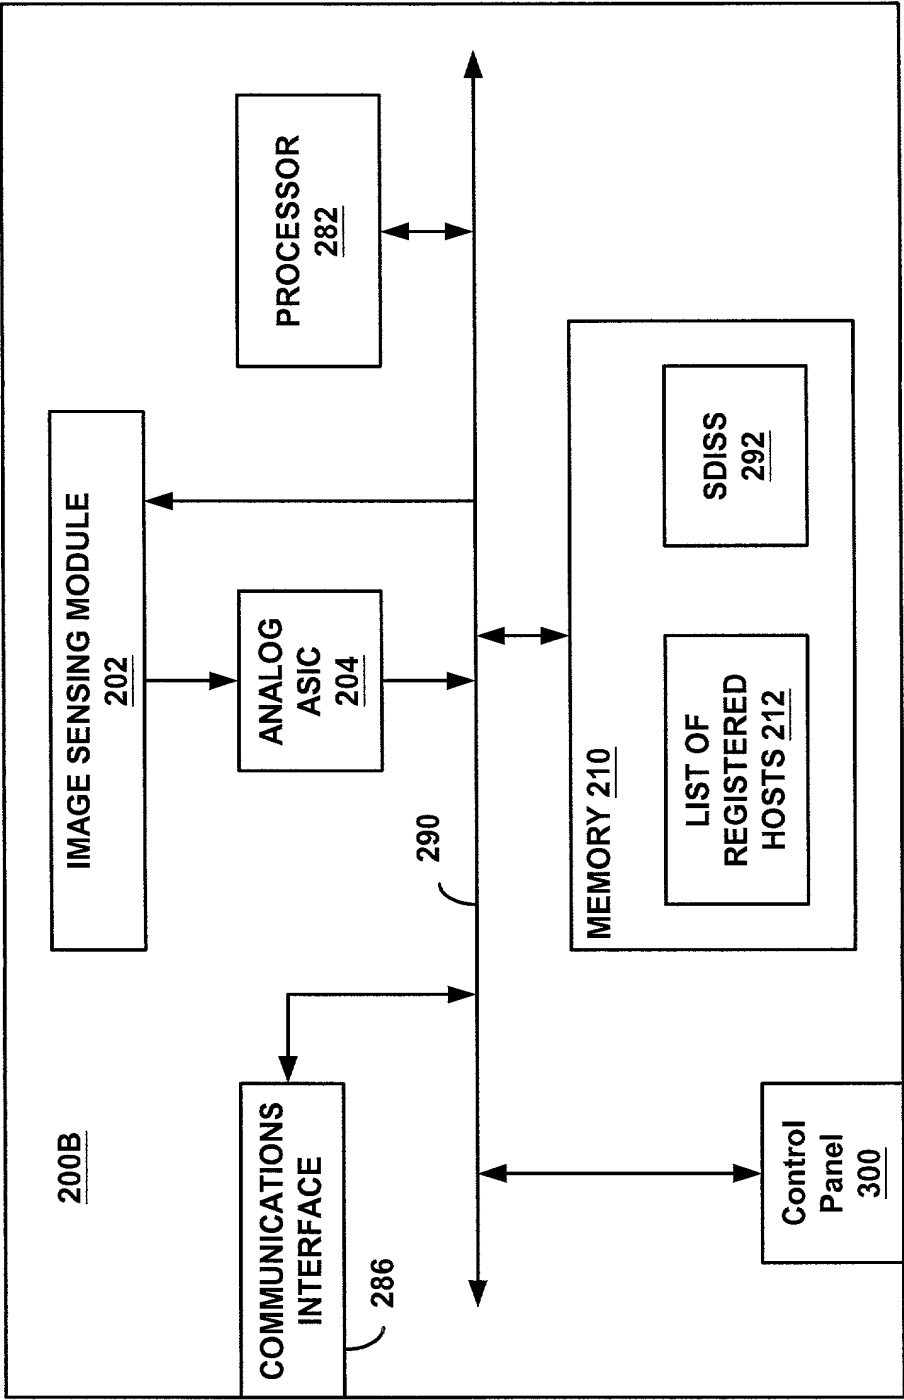 200B
IMAGE SENSING MODULE
202
COMMUNICATIONS
INTERFACE
286
ANALOG
ASIC
204
PROCESSOR
282
290
MEMORY 210
LIST OF
REGISTERED
HOSTS 212
SDISS
292
Control
Panel
300